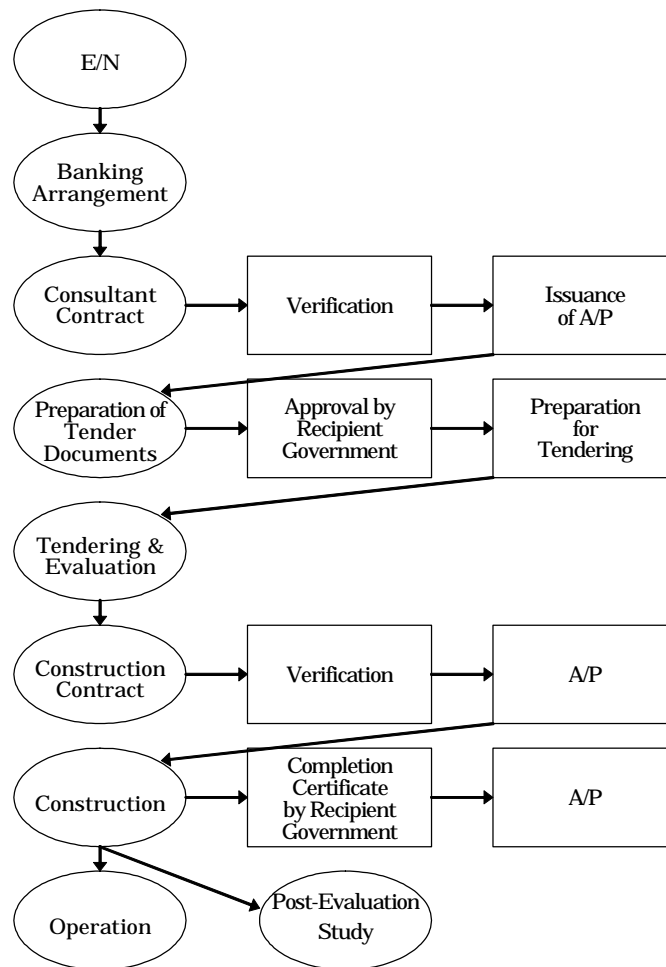 E/N
Banking
Arrangement
Consultant
Contract
Verification
Issuance
of A/P
Preparation of
Tender
Documents
Approval by
Recipient
Government
Preparation
for
Tendering
Tendering &
Evaluation
Construction
Contract
Verification
A/P
Construction
Completion
Certificate
by Recipient
Government
A/P
Operation
Post-Evaluation
Study